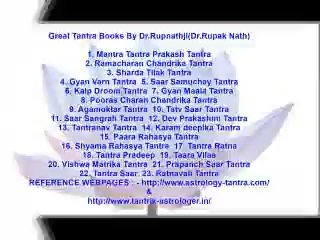 Great Tantra Books By Dr.Rupnathji(Dr.Rupak Nath)
1. Mantra Tantra Prakash Tantra
2. Ramacharan Chandrika Tantra
3. Sharda Tilak Tantra
4. Gyan Varn Tantra 5. Saar Samuchay Tantra
6. Kalp Droom Tantra 7. Gyan Maala Tantra
8. Pooras Charan Chandrika Tantra
9. Agamoktar Tantra 10. Tatv Saar Tantra
11. Saar Sangrah Tantra 12. Dev Prakashini Tantra
13. Tantranav Tantra 14. Karam deepika Tantra
15. Paara Rahasya Tantra
16. Shyama Rahasya Tantre 17 Tantra Ratna
18. Tantra Pradeep 19. Taara Vilas
20. Vishwa Matrika Tantra 21. Prapanch Saar Tantra
22. Tantra Saar 23. Ratnavali Tantra
REFERENCE WEBPAGES : - http://www.astrology-tantra.com/
&
http://www.tantrik-astrologer.in/